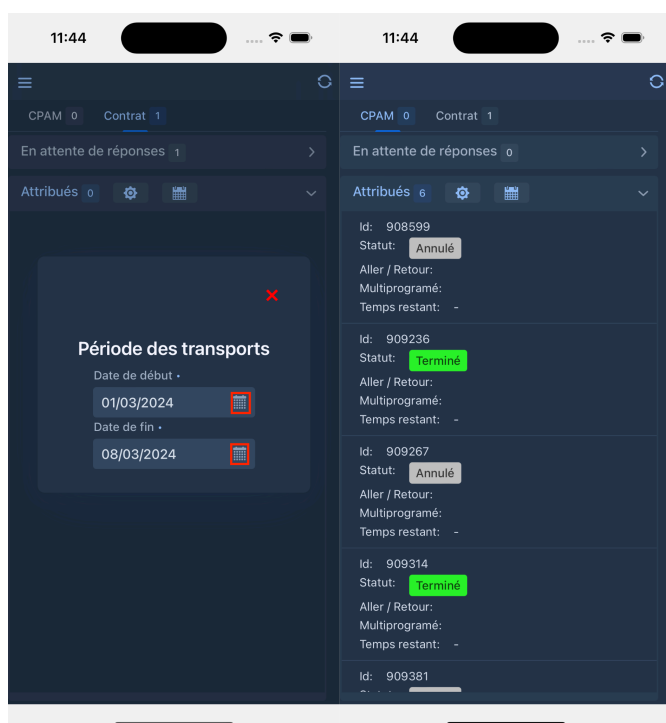 11:44
CPAM 0 Contrat 1
En attente de réponses 1
Attribués 0
Période des transports
Date de début •
01/03/2024
Date de fin •
08/03/2024
11:44
CPAM 0 Contrat 1
En attente de réponses 0
Attribués 6
Id: 908599
Statut: Annulé
Aller / Retour:
Multiprogramé:
Temps restant: -
Id: 909236
Statut: Terminé
Aller / Retour:
Multiprogramé:
Temps restant: -
Id: 909267
Statut: Annulé
Aller / Retour:
Multiprogramé:
Temps restant: -
Id: 909314
Statut: Terminé
Aller / Retour:
Multiprogramé:
Temps restant: -
Id: 909381